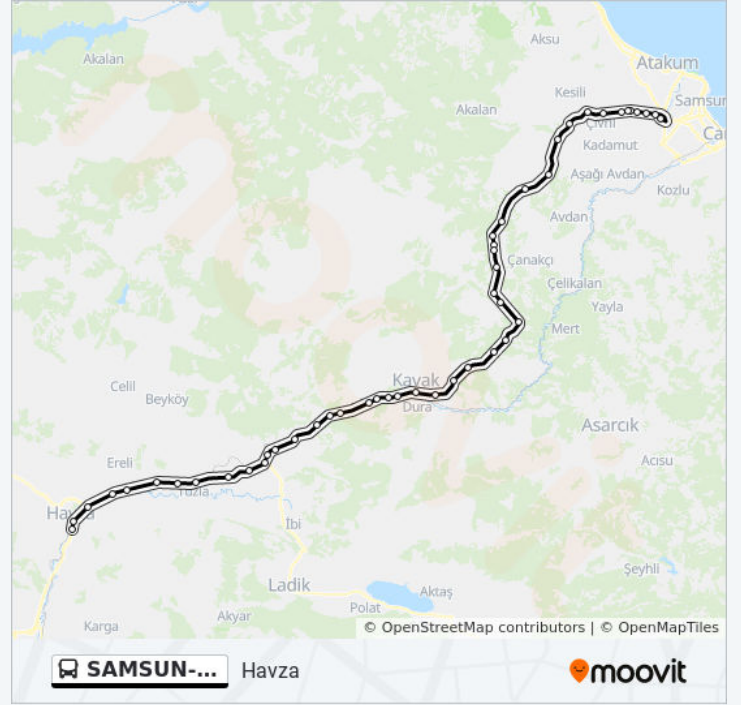 Aksu
Akalan
Atakum
Kesili
Samsun
Akalan
Çivril
Kadamut
Aşağı Avdan
Kozlu
Avdan
Çanakçı
Çelikalan
Yayla
Mert
Kavak
Celil
Dura
Beyköy
Asarcık
Ereli
Acısu
Tuzla
Havza
İbi
Şeyhli
Ladik
Aktaş
Polat
Akyar
Karga
© OpenStreetMap contributors | © OpenMapTiles
SAMSUN-...
Havza
moovit